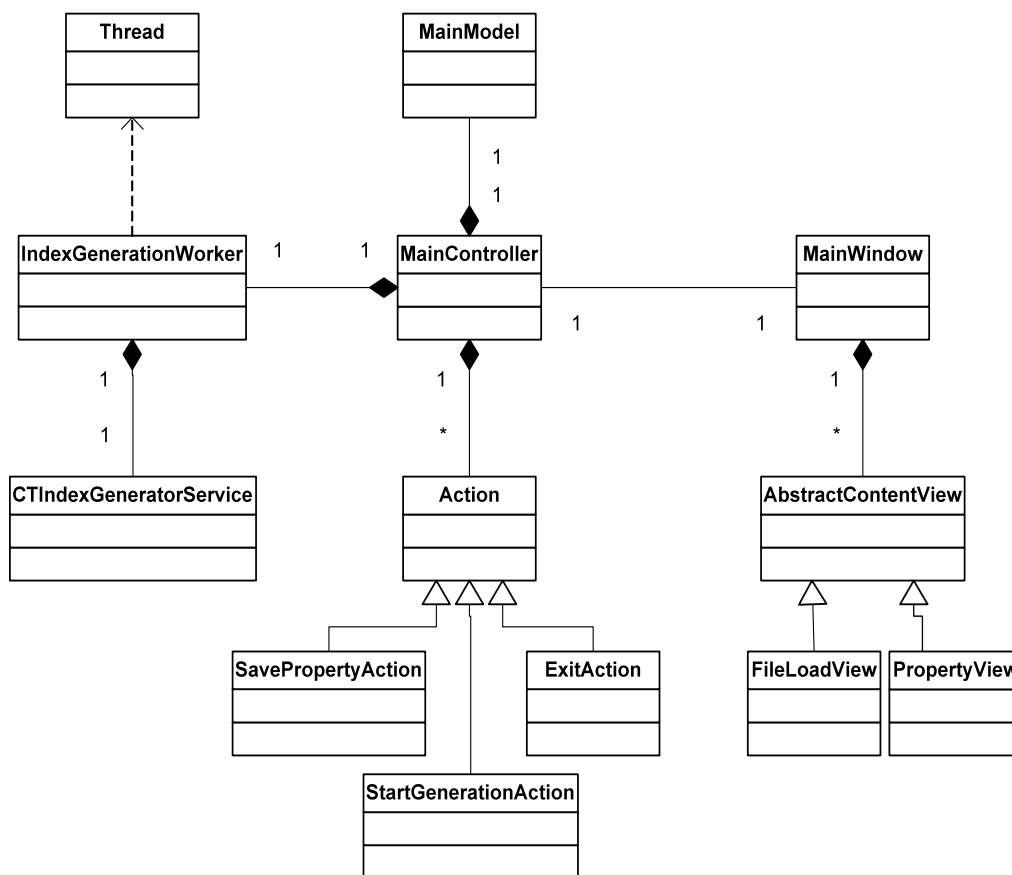 Thread
MainModel
1
1
IndexGenerationWorker
1
1
MainController
MainWindow
1
1
1
1
1
*
1
*
1
CTIndexGeneratorService
Action
AbstractContentView
SavePropertyAction
ExitAction
FileLoadView
PropertyView
StartGenerationAction